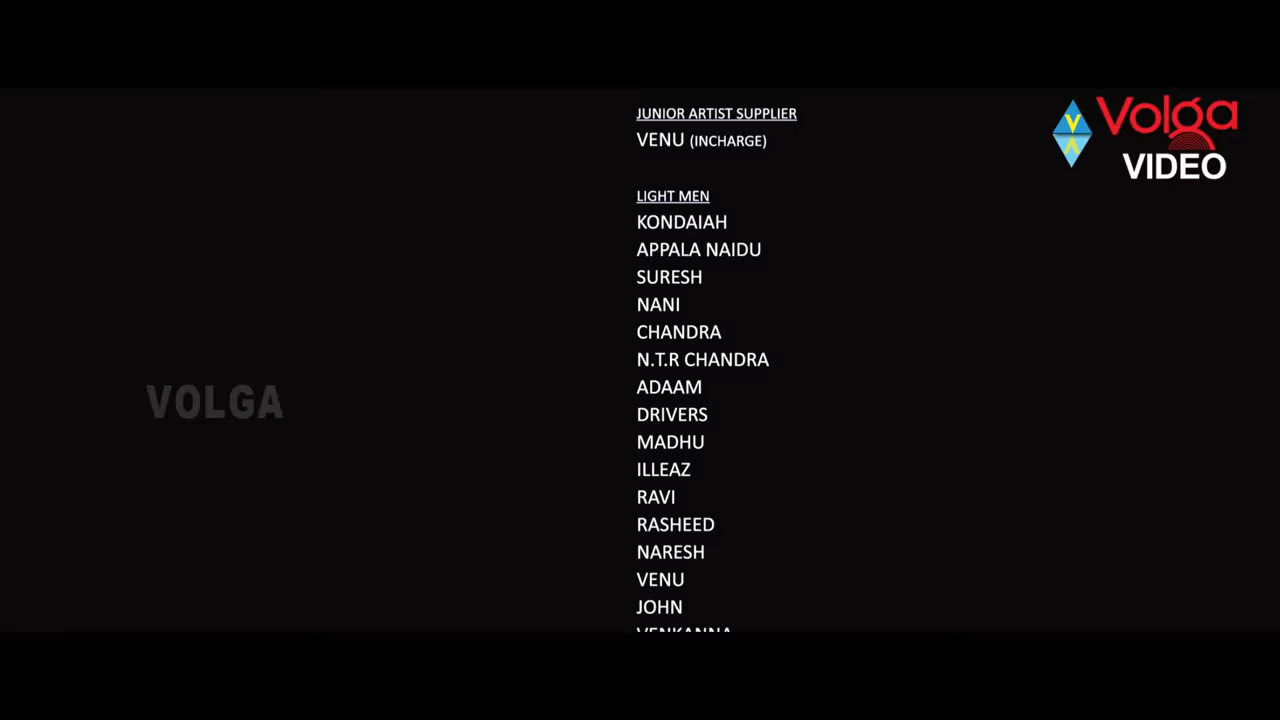 JUNIOR ARTIST SUPPLIER
VENU (INCHARGE)
LIGHT MEN
KONDAIAH
APPALA NAIDU
SURESH
NANI
CHANDRA
N.T.R CHANDRA
ADAAM
DRIVERS
MADHU
ILLEAZ
RAVI
RASHEED
NARESH
VENU
JOHN
VENKANNA
Volga
VIDEO
VOLGA